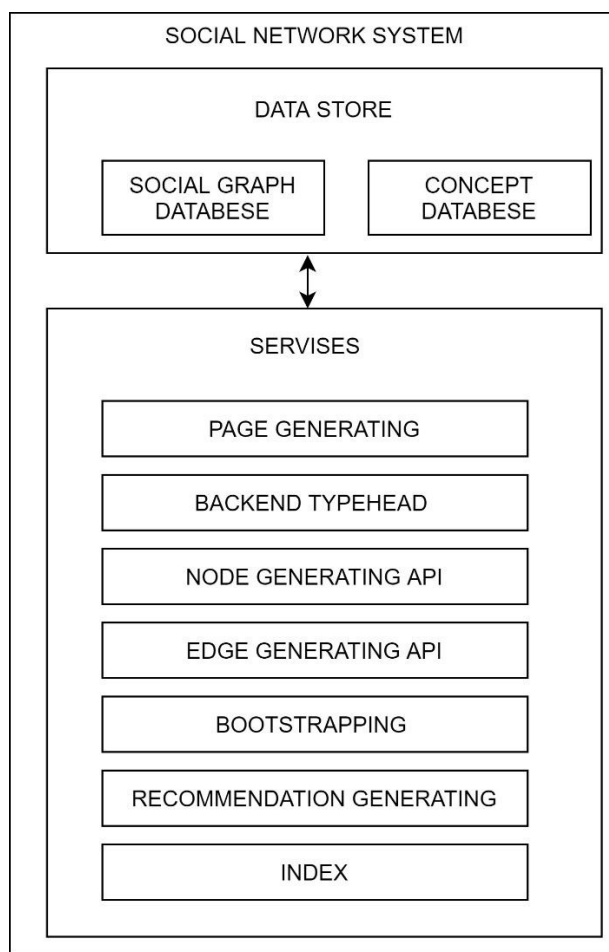 SOCIAL NETWORK SYSTEM
DATA STORE
SOCIAL GRAPH
DATABESE
CONCEPT
DATABESE
SERVISES
PAGE GENERATING
BACKEND TYPEHEAD
NODE GENERATING API
EDGE GENERATING API
BOOTSTRAPPING
RECOMMENDATION GENERATING
INDEX